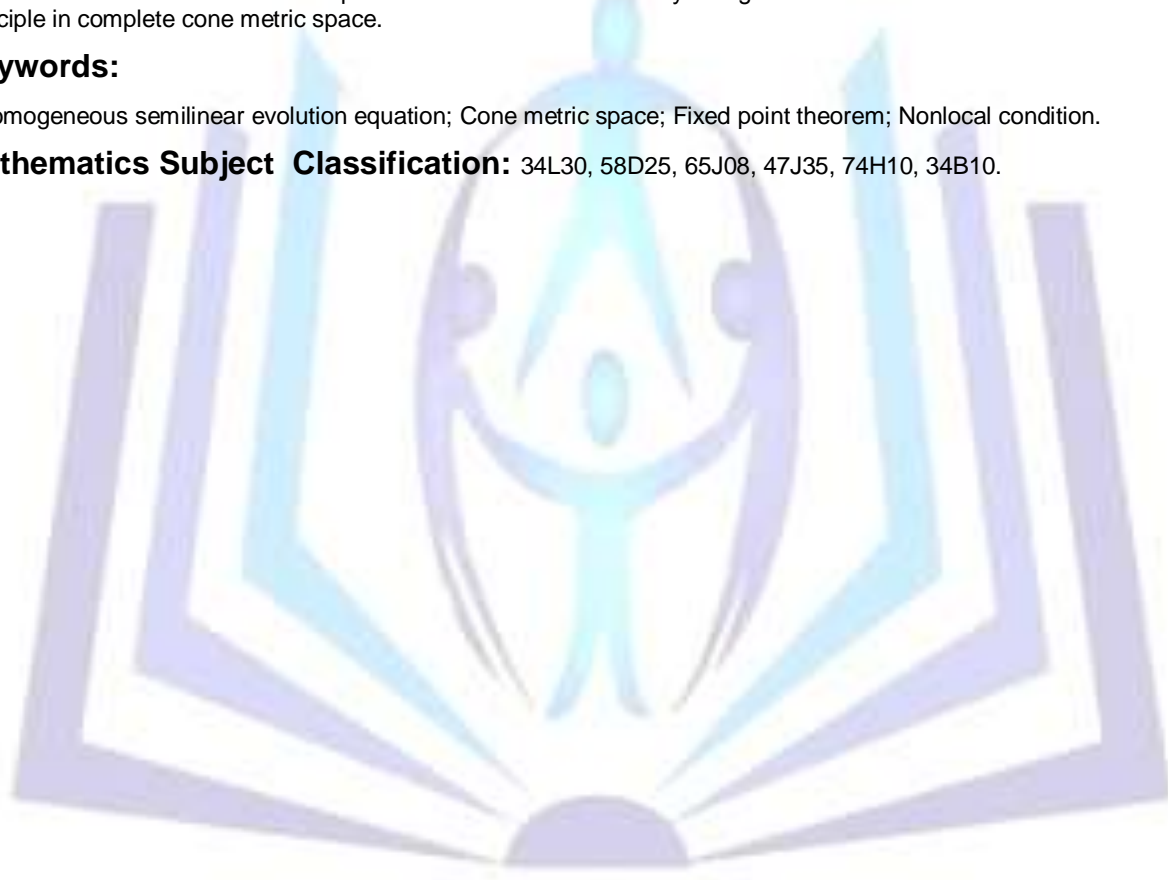 ciple in complete cone metric space.
ywords:
omogeneous semilinear evolution equation; Cone metric space; Fixed point theorem; Nonlocal condition.
thematics Subject Classification: 34L30, 58D25, 65J08, 47J35, 74H10, 34B10.